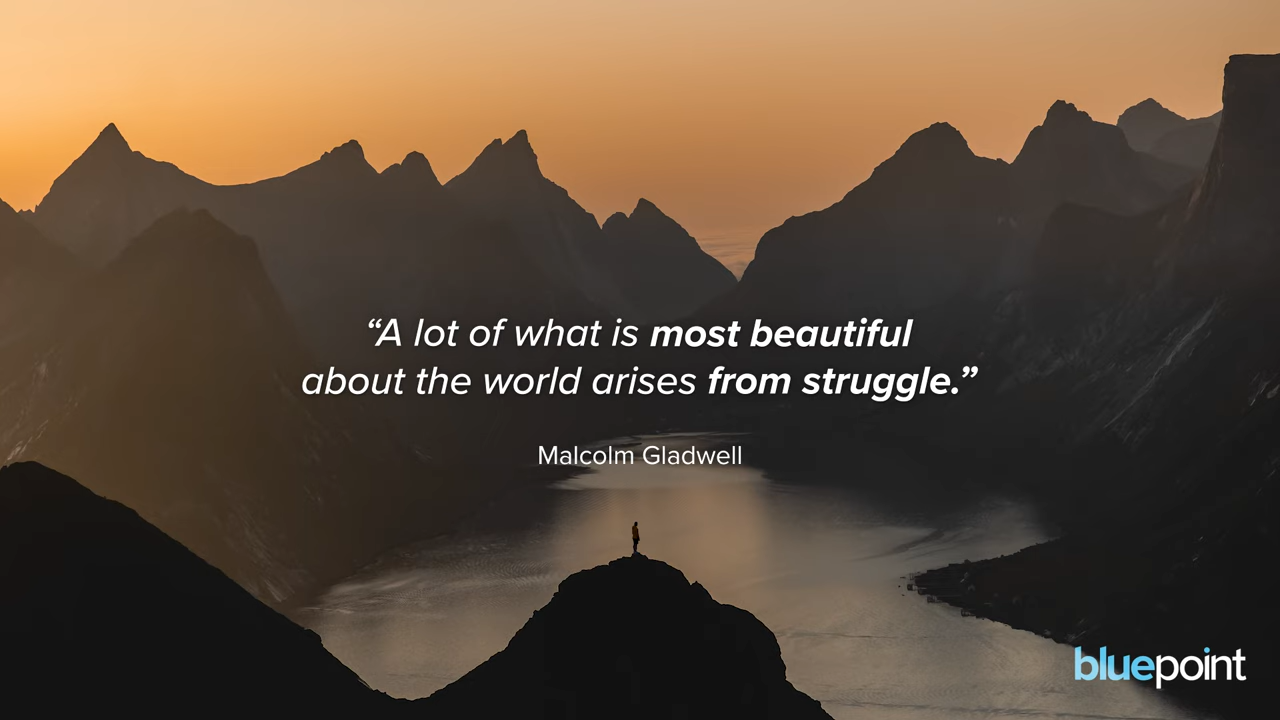 “A lot of what is most beautiful
about the world arises from struggle.”
Malcolm Gladwell
bluepoint